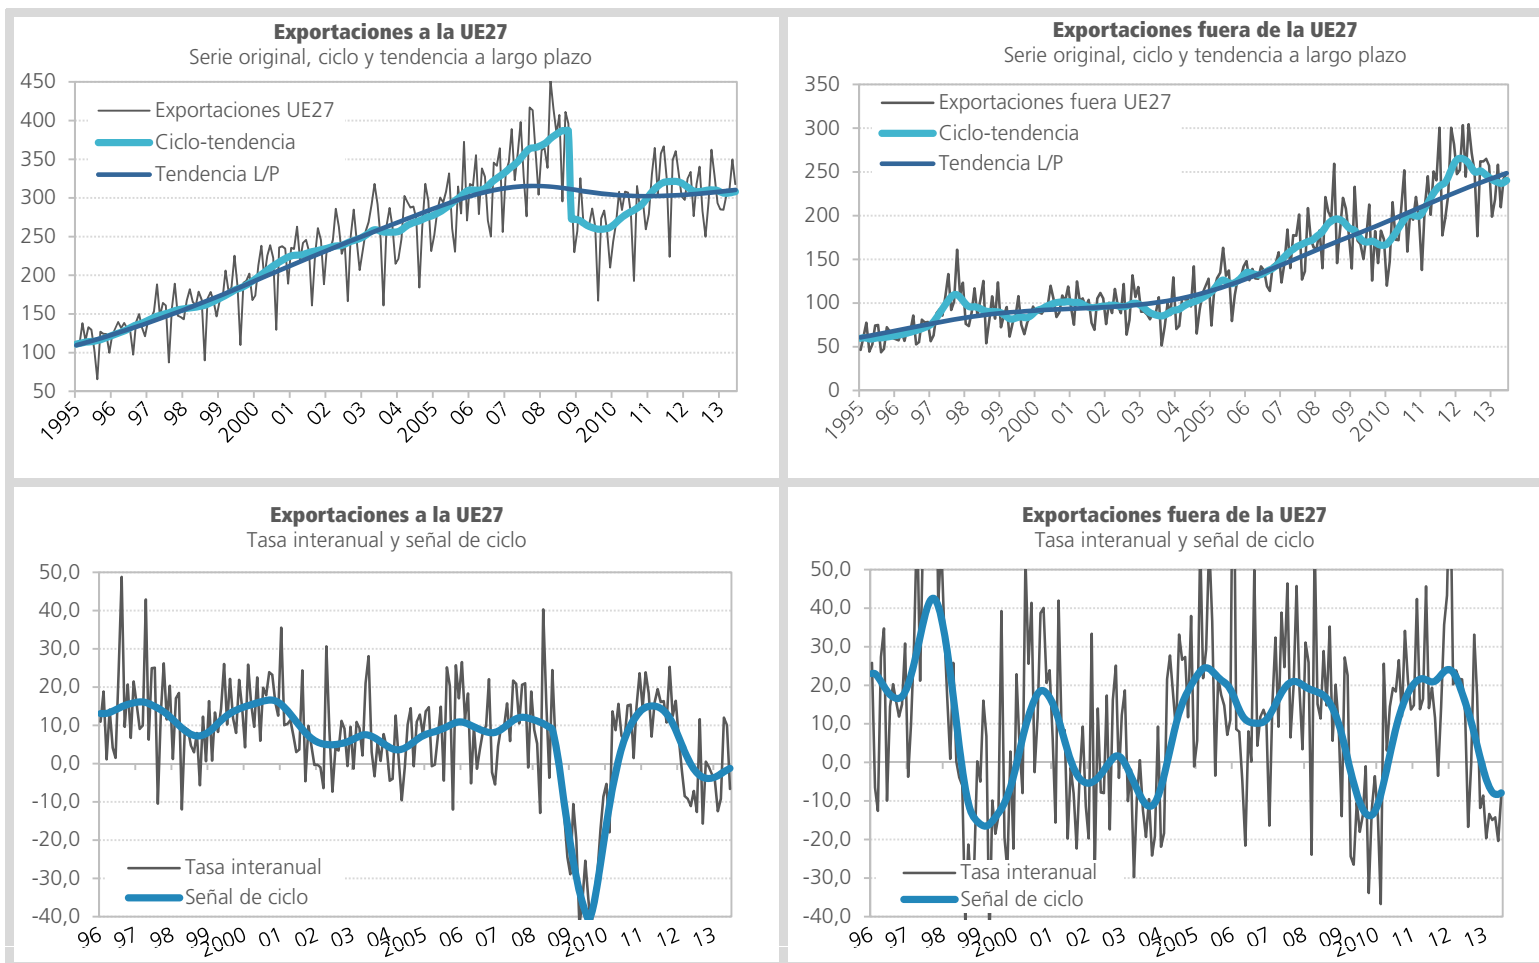 Exportaciones a la UE27
Serie original, ciclo y tendencia a largo plazo
450
400
350
300
250
200
150
100
50
Exportaciones UE27
Ciclo-tendencia
Tendencia L/P
1995 96 97 98 99 2000 01 02 03 04 2005 06 07 08 09 2010 11 12 13
Exportaciones fuera de la UE27
Serie original, ciclo y tendencia a largo plazo
350
300
250
200
150
100
50
0
Exportaciones fuera UE27
Ciclo-tendencia
Tendencia L/P
1995 96 97 98 99 2000 01 02 03 04 2005 06 07 08 09 2010 11 12 13
Exportaciones a la UE27
Tasa interanual y señal de ciclo
50,0
40,0
30,0
20,0
10,0
0,0
-10,0
-20,0
-30,0
-40,0
Tasa interanual
Señal de ciclo
96 97 98 99 2000 01 02 03 04 2005 06 07 08 09 2010 11 12 13
Exportaciones fuera de la UE27
Tasa interanual y señal de ciclo
50,0
40,0
30,0
20,0
10,0
0,0
-10,0
-20,0
-30,0
-40,0
Tasa interanual
Señal de ciclo
96 97 98 99 2000 01 02 03 04 2005 06 07 08 09 2010 11 12 13